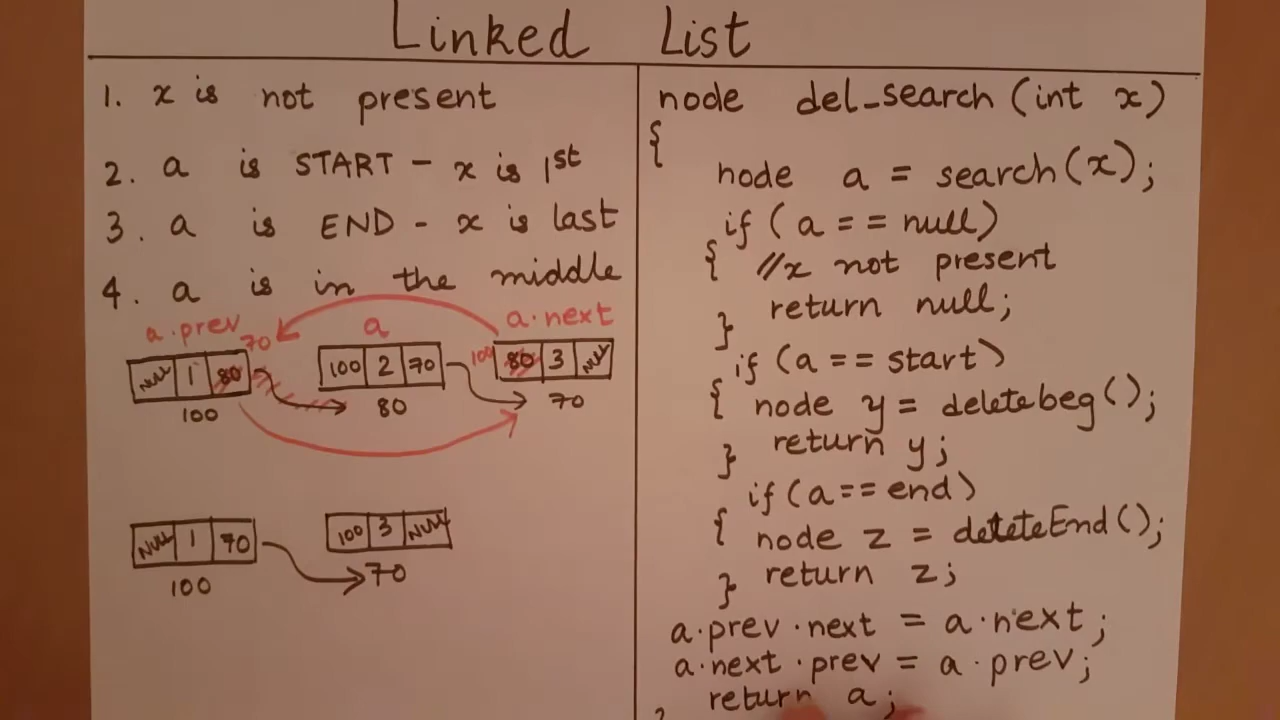 Linked List
1. x is not present
2. a is START - x is 1st
3. a is END - x is last
4. a is in the middle
a.prev 70 a a.next
NULL 1 80 100 2 70 100 80 3 NULL
100 80 70
NULL 1 70 100 3 NULL
100 70
node del_search (int x)
{
node a = search(x);
if (a == null)
{ //x not present
return null;
}
if (a == start)
{ node y = deletebeg();
return y;
}
if (a == end)
{ node z = deleteEnd();
return z;
}
a.prev.next = a.next;
a.next.prev = a.prev;
return a;
}